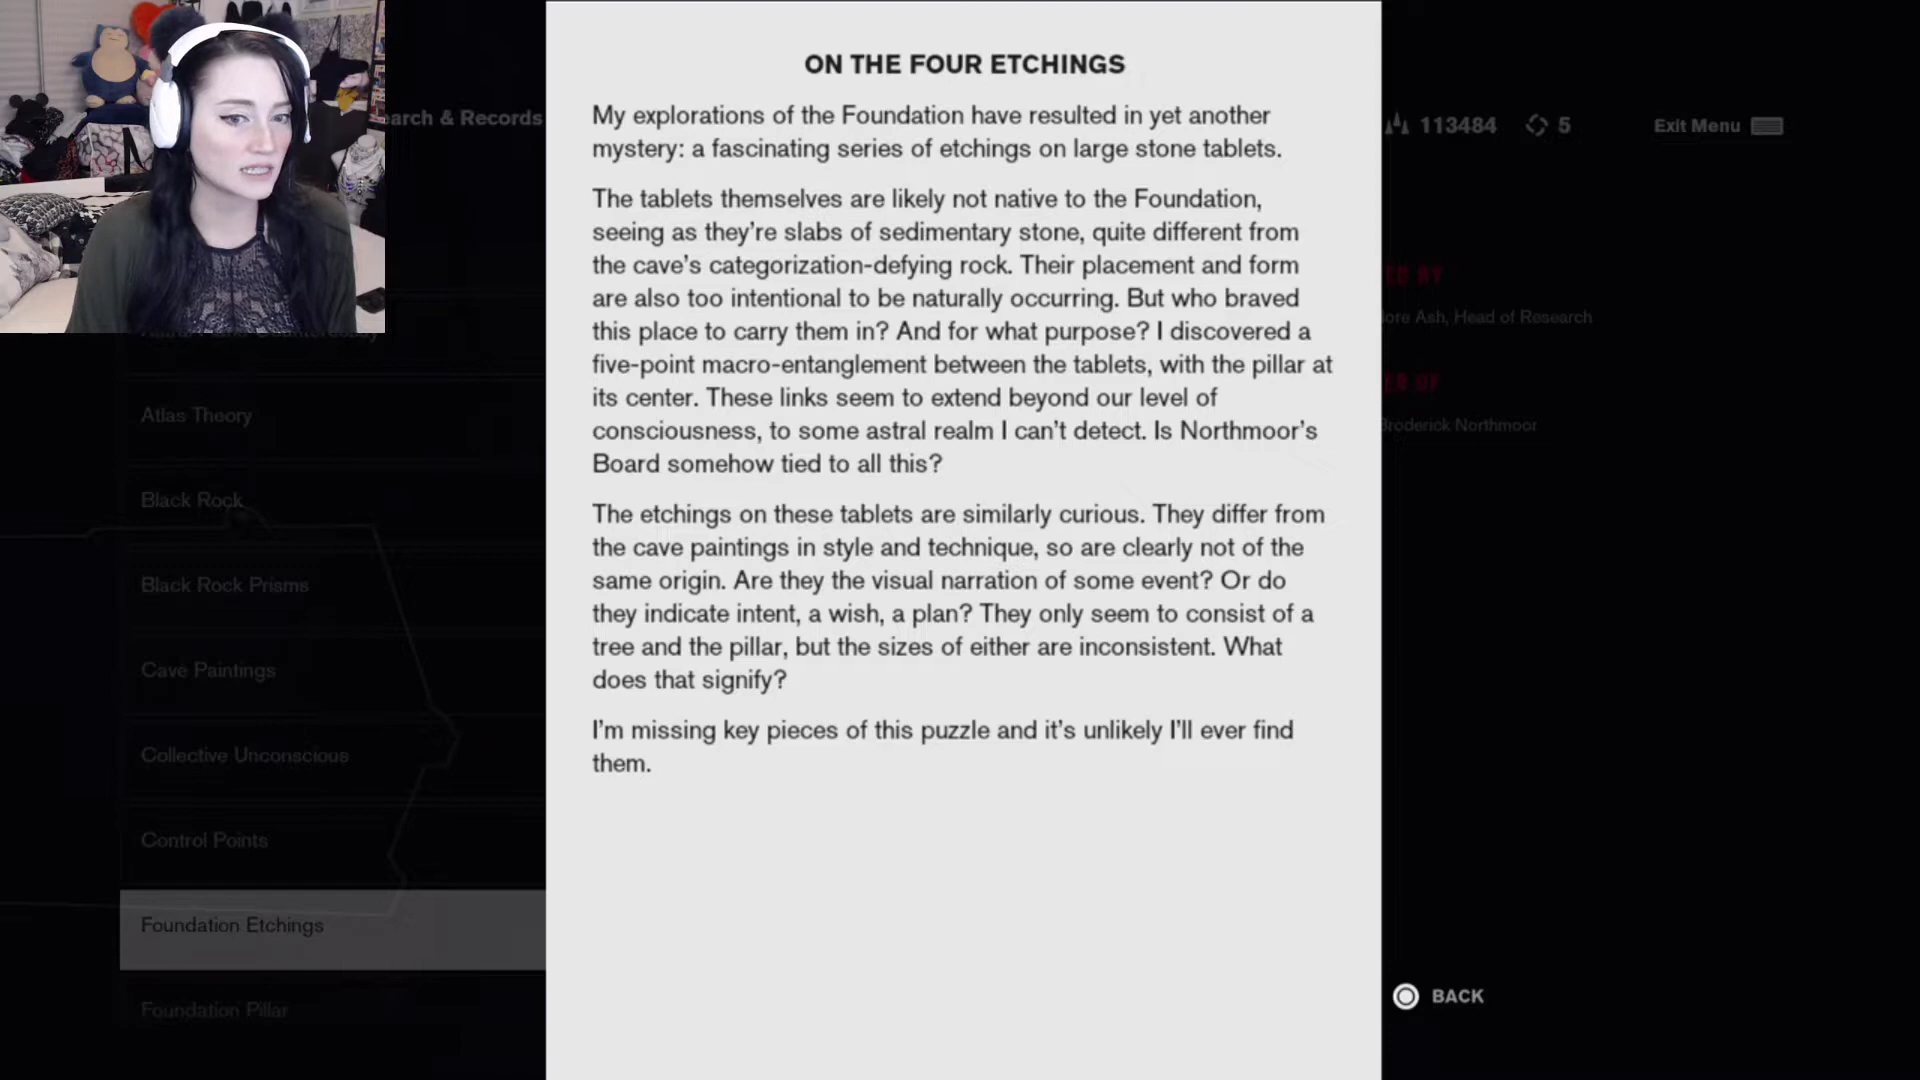 ON THE FOUR ETCHINGS
My explorations of the Foundation have resulted in yet another
mystery: a fascinating series of etchings on large stone tablets.
The tablets themselves are likely not native to the Foundation,
seeing as they're slabs of sedimentary stone, quite different from
the cave's categorization-defying rock. Their placement and form
are also too intentional to be naturally occurring. But who braved
this place to carry them in? And for what purpose? I discovered a
five-point macro-entanglement between the tablets, with the pillar at
its center. These links seem to extend beyond our level of
consciousness, to some astral realm I can't detect. Is Northmoor's
Board somehow tied to all this?
The etchings on these tablets are similarly curious. They differ from
the cave paintings in style and technique, so are clearly not of the
same origin. Are they the visual narration of some event? Or do
they indicate intent, a wish, a plan? They only seem to consist of a
tree and the pillar, but the sizes of either are inconsistent. What
does that signify?
I'm missing key pieces of this puzzle and it's unlikely I'll ever find
them.
arch & Records
Atlas Theory
Black Rock
Black Rock Prisms
Cave Paintings
Collective Unconscious
Control Points
Foundation Etchings
Foundation Pillar
113484
5
Exit Menu
ED BY
ore Ash, Head of Research
ER OF
Broderick Northmoor
BACK